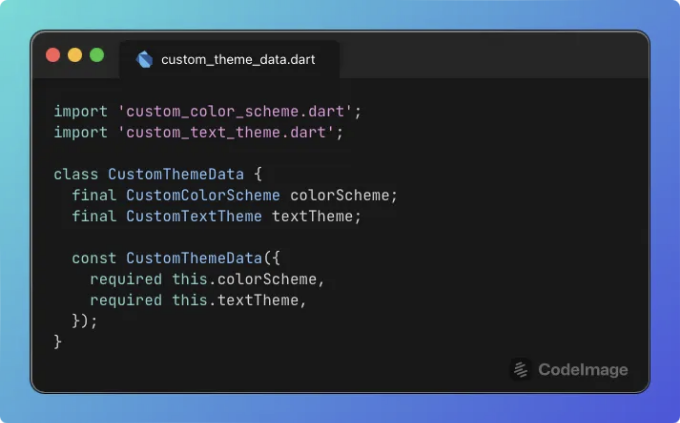 custom_theme_data.dart
import 'custom_color_scheme.dart';
import 'custom_text_theme.dart';
class CustomThemeData {
  final CustomColorScheme colorScheme;
  final CustomTextTheme textTheme;
  const CustomThemeData({
    required this.colorScheme,
    required this.textTheme,
  });
}
CodeImage